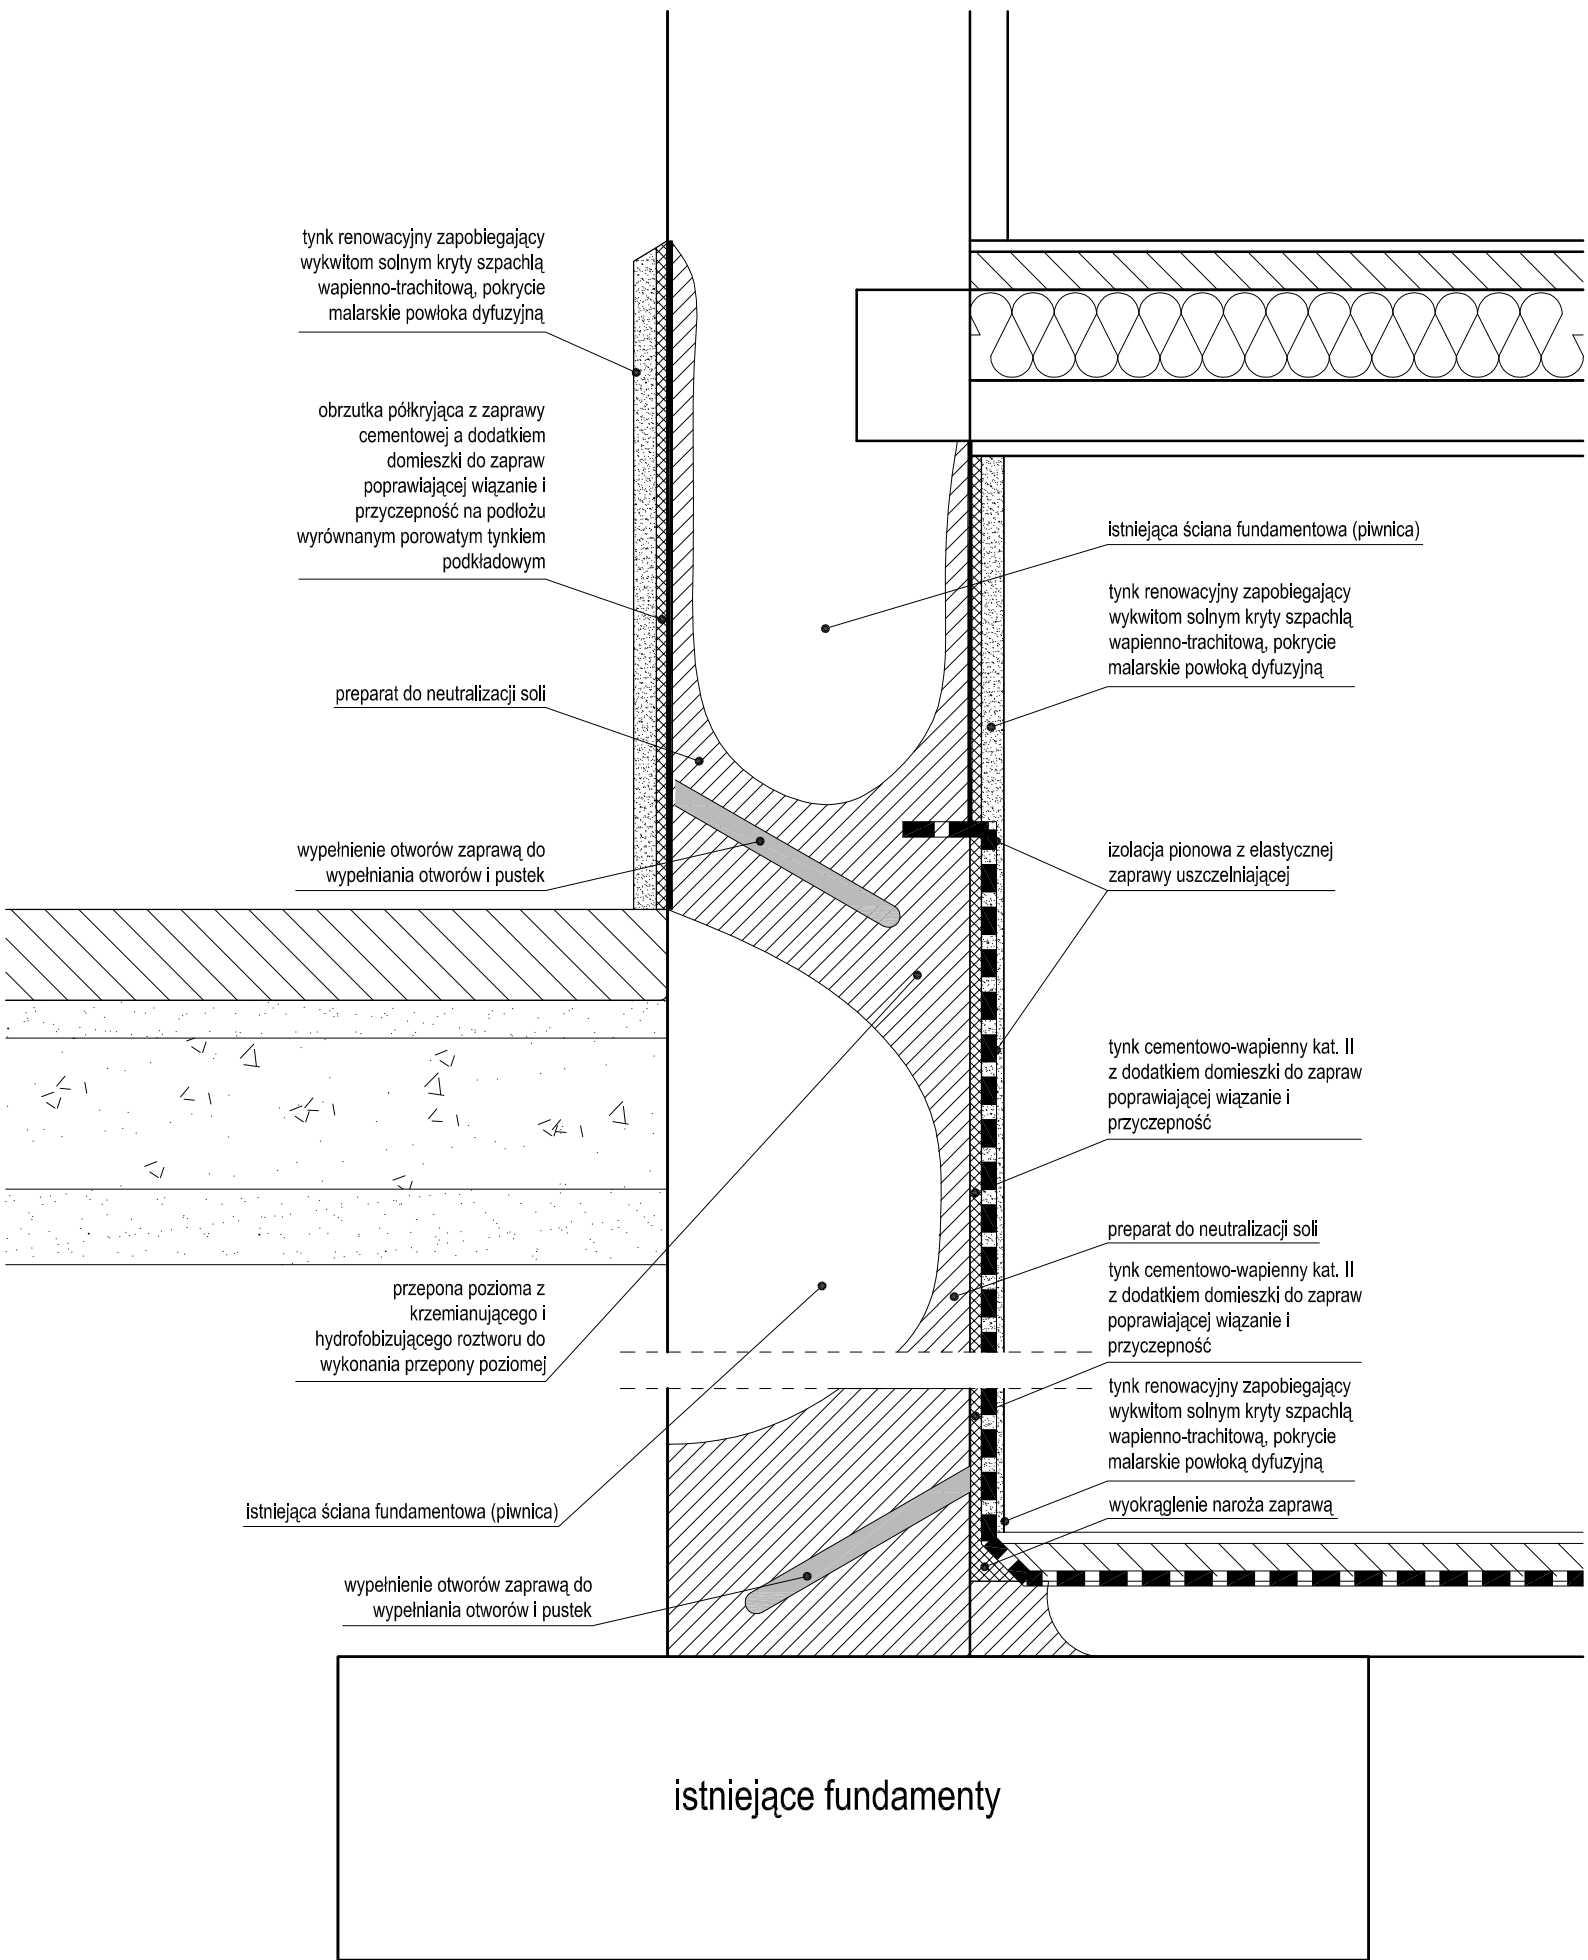 tynk renowacyjny zapobiegający
wykwitom solnym kryty szpachlą
wapienno-trachitową, pokrycie
malarskie powłoka dyfuzyjną
obrzutka półkryjąca z zaprawy
cementowej a dodatkiem
domieszki do zapraw
poprawiającej wiązanie i
przyczepność na podłożu
wyrównanym porowatym tynkiem
podkładowym
preparat do neutralizacji soli
wypełnienie otworów zaprawą do
wypełniania otworów i pustek
przepona pozioma z
krzemianującego i
hydrofobizującego roztworu do
wykonania przepony poziomej
istniejąca ściana fundamentowa (piwnica)
wypełnienie otworów zaprawą do
wypełniania otworów i pustek
istniejąca ściana fundamentowa (piwnica)
tynk renowacyjny zapobiegający
wykwitom solnym kryty szpachlą
wapienno-trachitową, pokrycie
malarskie powłoką dyfuzyjną
izolacja pionowa z elastycznej
zaprawy uszczelniającej
tynk cementowo-wapienny kat. II
z dodatkiem domieszki do zapraw
poprawiającej wiązanie i
przyczepność
preparat do neutralizacji soli
tynk cementowo-wapienny kat. II
z dodatkiem domieszki do zapraw
poprawiającej wiązanie i
przyczepność
tynk renowacyjny zapobiegający
wykwitom solnym kryty szpachlą
wapienno-trachitową, pokrycie
malarskie powłoką dyfuzyjną
wyokrąglenie naroża zaprawą
istniejące fundamenty